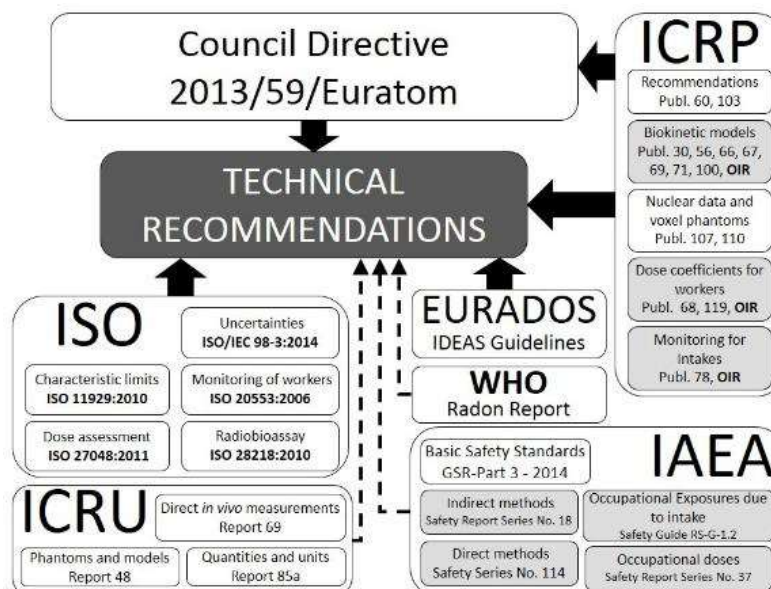 Council Directive
2013/59/Euratom
TECHNICAL
RECOMMENDATIONS
ICRP
Recommendations
Publ. 60, 103
Biokinetic models
Publ. 30, 56, 66, 67,
69, 71, 100, OIR
Nuclear data and
voxel phantoms
Publ. 107, 110
Dose coefficients for
workers
Publ. 68, 119, OIR
Monitoring for
Intakes
Publ. 78, OIR
ISO
Uncertainties
ISO/IEC 98-3:2014
Characteristic limits
ISO 11929:2010
Monitoring of workers
ISO 20553:2006
Dose assessment
ISO 27048:2011
Radiobioassay
ISO 28218:2010
EURADOS
IDEAS Guidelines
WHO
Radon Report
ICRU
Direct in vivo measurements
Report 69
Phantoms and models
Report 48
Quantities and units
Report 85a
IAEA
Basic Safety Standards
GSR-Part 3 - 2014
Indirect methods
Safety Report Series No. 18
Occupational Exposures due
to intake
Safety Guide RS-G-1.2
Direct methods
Safety Series No. 114
Occupational doses
Safety Report Series No. 37